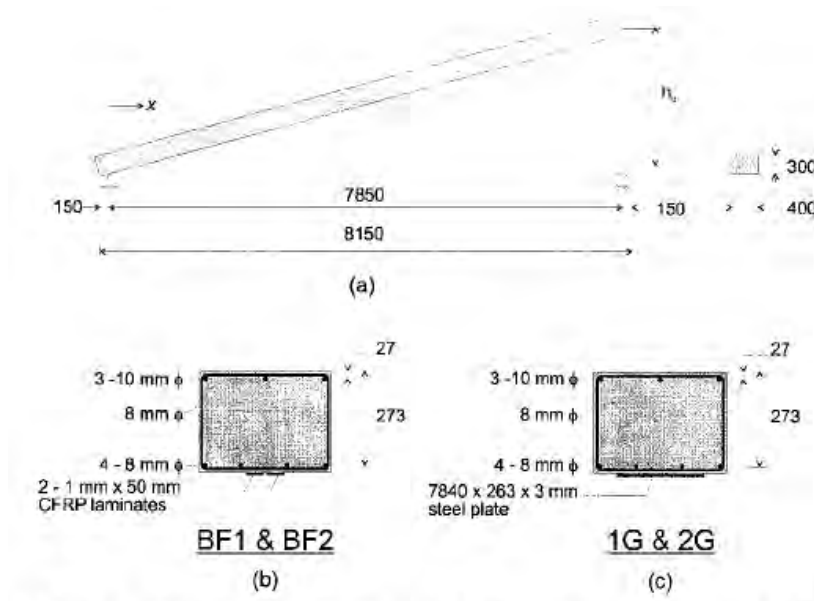 x
h
300
150
7850
150
400
8150
(a)
27
27
3 -10 mm ϕ
3 -10 mm ϕ
8 mm ϕ
273
8 mm ϕ
273
4 - 8 mm ϕ
4 - 8 mm ϕ
2 - 1 mm x 50 mm
CFRP laminates
7840 x 263 x 3 mm
steel plate
BF1 & BF2
1G & 2G
(b)
(c)